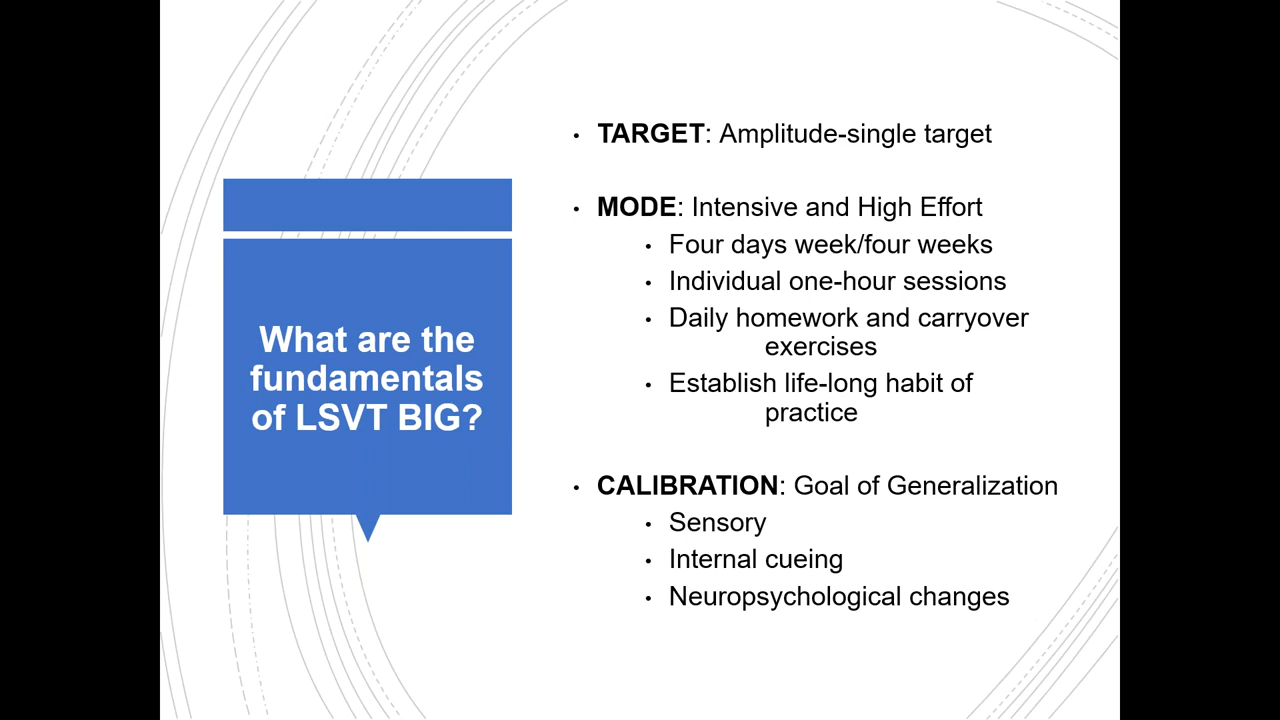 What are the
fundamentals
of LSVT BIG?
• TARGET: Amplitude-single target
• MODE: Intensive and High Effort
• Four days week/four weeks
• Individual one-hour sessions
• Daily homework and carryover
exercises
• Establish life-long habit of
practice
• CALIBRATION: Goal of Generalization
• Sensory
• Internal cueing
• Neuropsychological changes